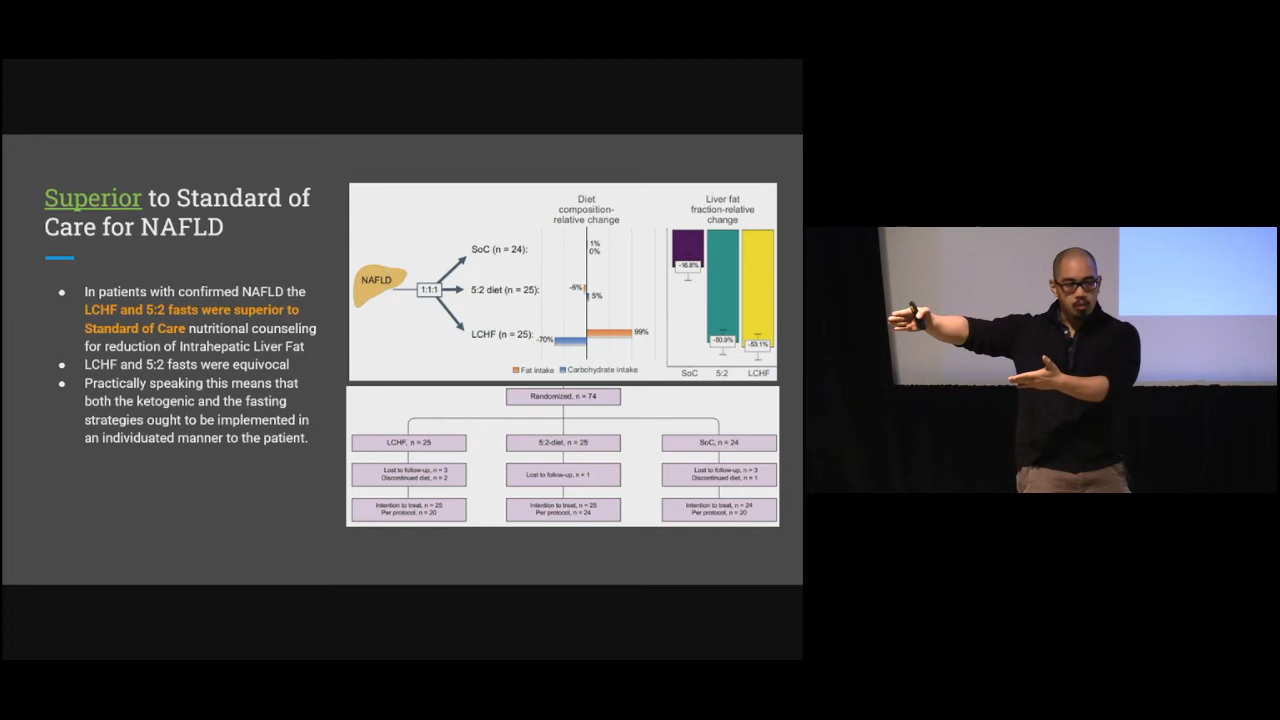 Superior to Standard of
Care for NAFLD
● In patients with confirmed NAFLD the
LCHF and 5:2 fasts were superior to
Standard of Care nutritional counseling
for reduction of Intrahepatic Liver Fat
● LCHF and 5:2 fasts were equivocal
● Practically speaking this means that
both the ketogenic and the fasting
strategies ought to be implemented in
an individuated manner to the patient.
Diet
composition-
relative change
Liver fat
fraction-relative
change
NAFLD
1:1:1
SoC (n = 24):
1%
0%
5:2 diet (n = 25):
-6%
5%
LCHF (n = 25):
99%
-70%
Fat intake
Carbohydrate intake
-16.8%
-50.9%
-53.1%
SoC
5:2
LCHF
Randomized, n = 74
LCHF, n = 25
5:2-diet, n = 25
SoC, n = 24
Lost to follow-up, n = 3
Discontinued diet, n = 2
Lost to follow-up, n = 1
Lost to follow-up, n = 3
Discontinued diet, n = 1
Intention to treat, n = 25
Per protocol, n = 20
Intention to treat, n = 25
Per protocol, n = 24
Intention to treat, n = 24
Per protocol, n = 20